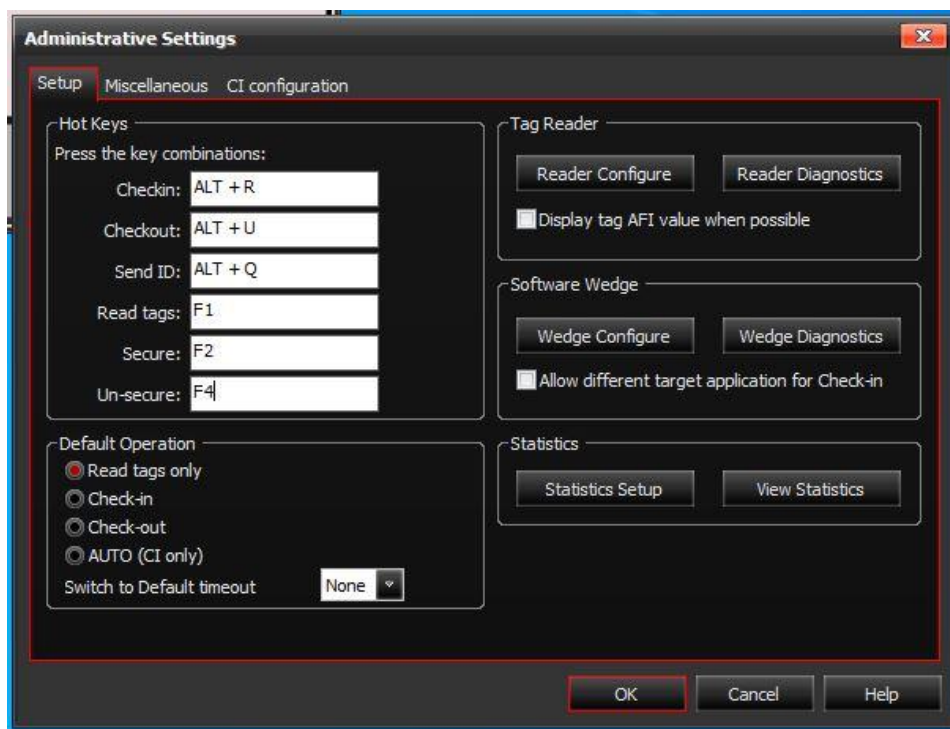 Administrative Settings
Setup Miscellaneous CI configuration
Hot Keys
Press the key combinations:
Checkin: ALT + R
Checkout: ALT + U
Send ID: ALT + Q
Read tags: F1
Secure: F2
Un-secure: F4
Default Operation
Read tags only
Check-in
Check-out
AUTO (CI only)
Switch to Default timeout None
Tag Reader
Reader Configure Reader Diagnostics
Display tag AFI value when possible
Software Wedge
Wedge Configure Wedge Diagnostics
Allow different target application for Check-in
Statistics
Statistics Setup View Statistics
OK Cancel Help